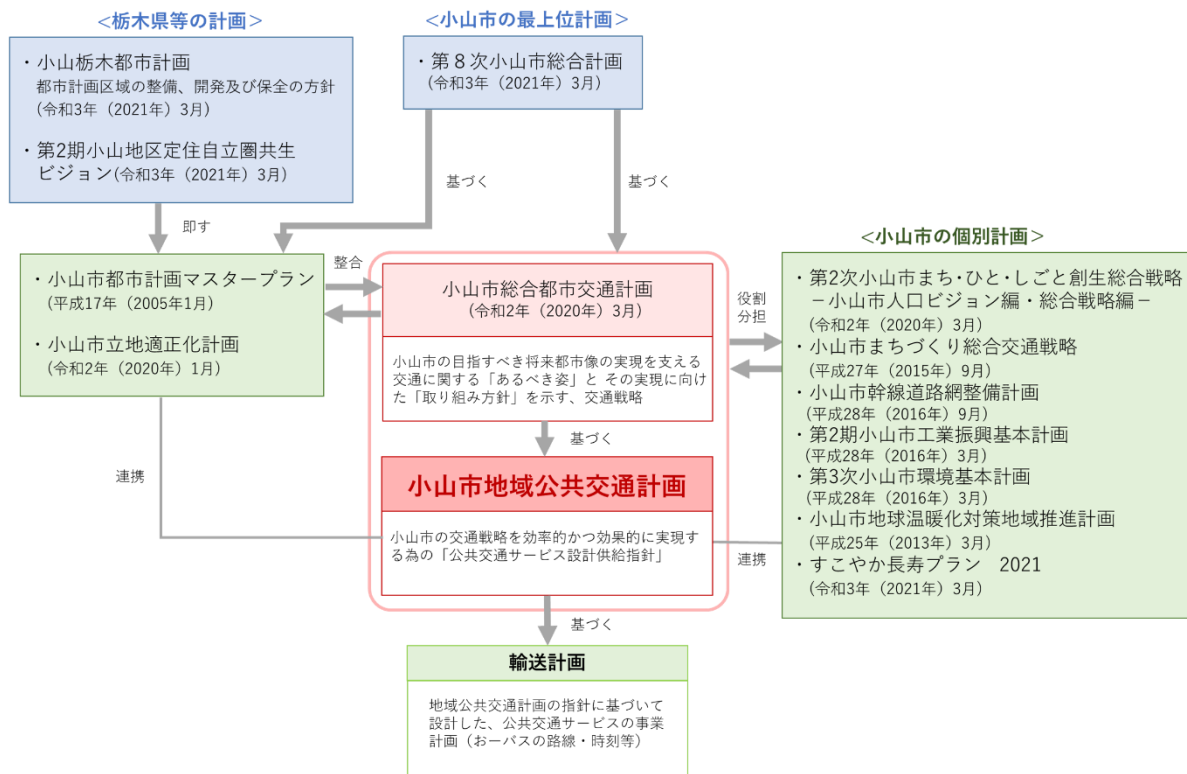 <栃木県等の計画>
・小山栃木都市計画
都市計画区域の整備、開発及び保全の方針
(令和3年（2021年）3月)
・第2期小山地区定住自立圏共生
ビジョン(令和3年（2021年）3月)
<小山市の最上位計画>
・第８次小山市総合計画
(令和3年（2021年）3月)
即す
基づく
基づく
・小山市都市計画マスタープラン
(平成17年（2005年1月)
・小山市立地適正化計画
(令和2年（2020年）1月)
整合
小山市総合都市交通計画
(令和2年（2020年）3月)
小山市の目指すべき将来都市像の実現を支える
交通に関する「あるべき姿」と その実現に向け
た「取り組み方針」を示す、交通戦略
役割
分担
<小山市の個別計画>
・第2次小山市まち・ひと・しごと創生総合戦略
－小山市人口ビジョン編・総合戦略編－
(令和2年（2020年）3月)
・小山市まちづくり総合交通戦略
(平成27年（2015年）9月)
・小山市幹線道路網整備計画
(平成28年（2016年）9月)
・第2期小山市工業振興基本計画
(平成28年（2016年）3月)
・第3次小山市環境基本計画
(平成28年（2016年）3月)
・小山市地球温暖化対策地域推進計画
(平成25年（2013年）3月)
・すこやか長寿プラン　2021
(令和3年（2021年）3月)
基づく
連携
小山市地域公共交通計画
小山市の交通戦略を効率的かつ効果的に実現す
る為の「公共交通サービス設計供給指針」
連携
基づく
輸送計画
地域公共交通計画の指針に基づいて
設計した、公共交通サービスの事業
計画（おーバスの路線・時刻等）